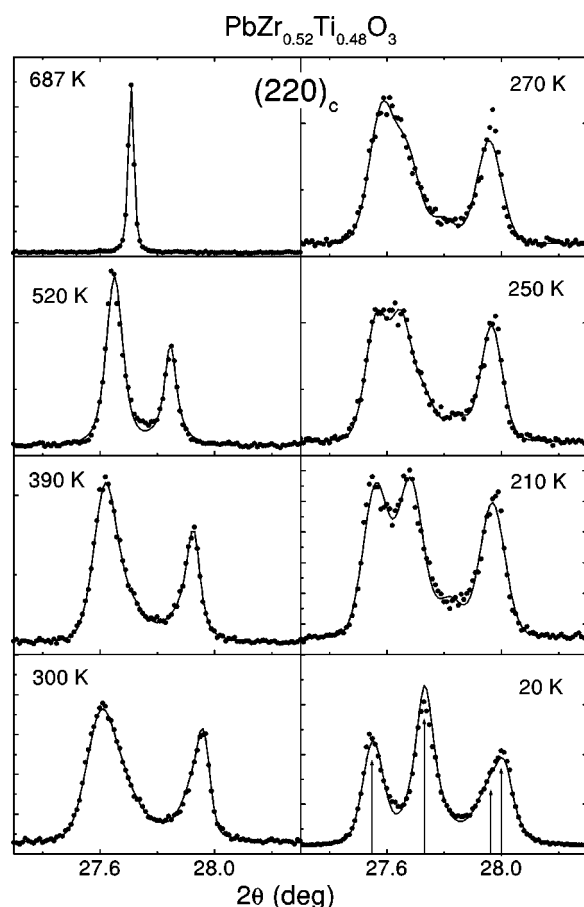 PbZr0.52Ti0.48O3
(220)c
687 K
520 K
390 K
300 K
270 K
250 K
210 K
20 K
27.6 28.0 27.6 28.0
2θ (deg)